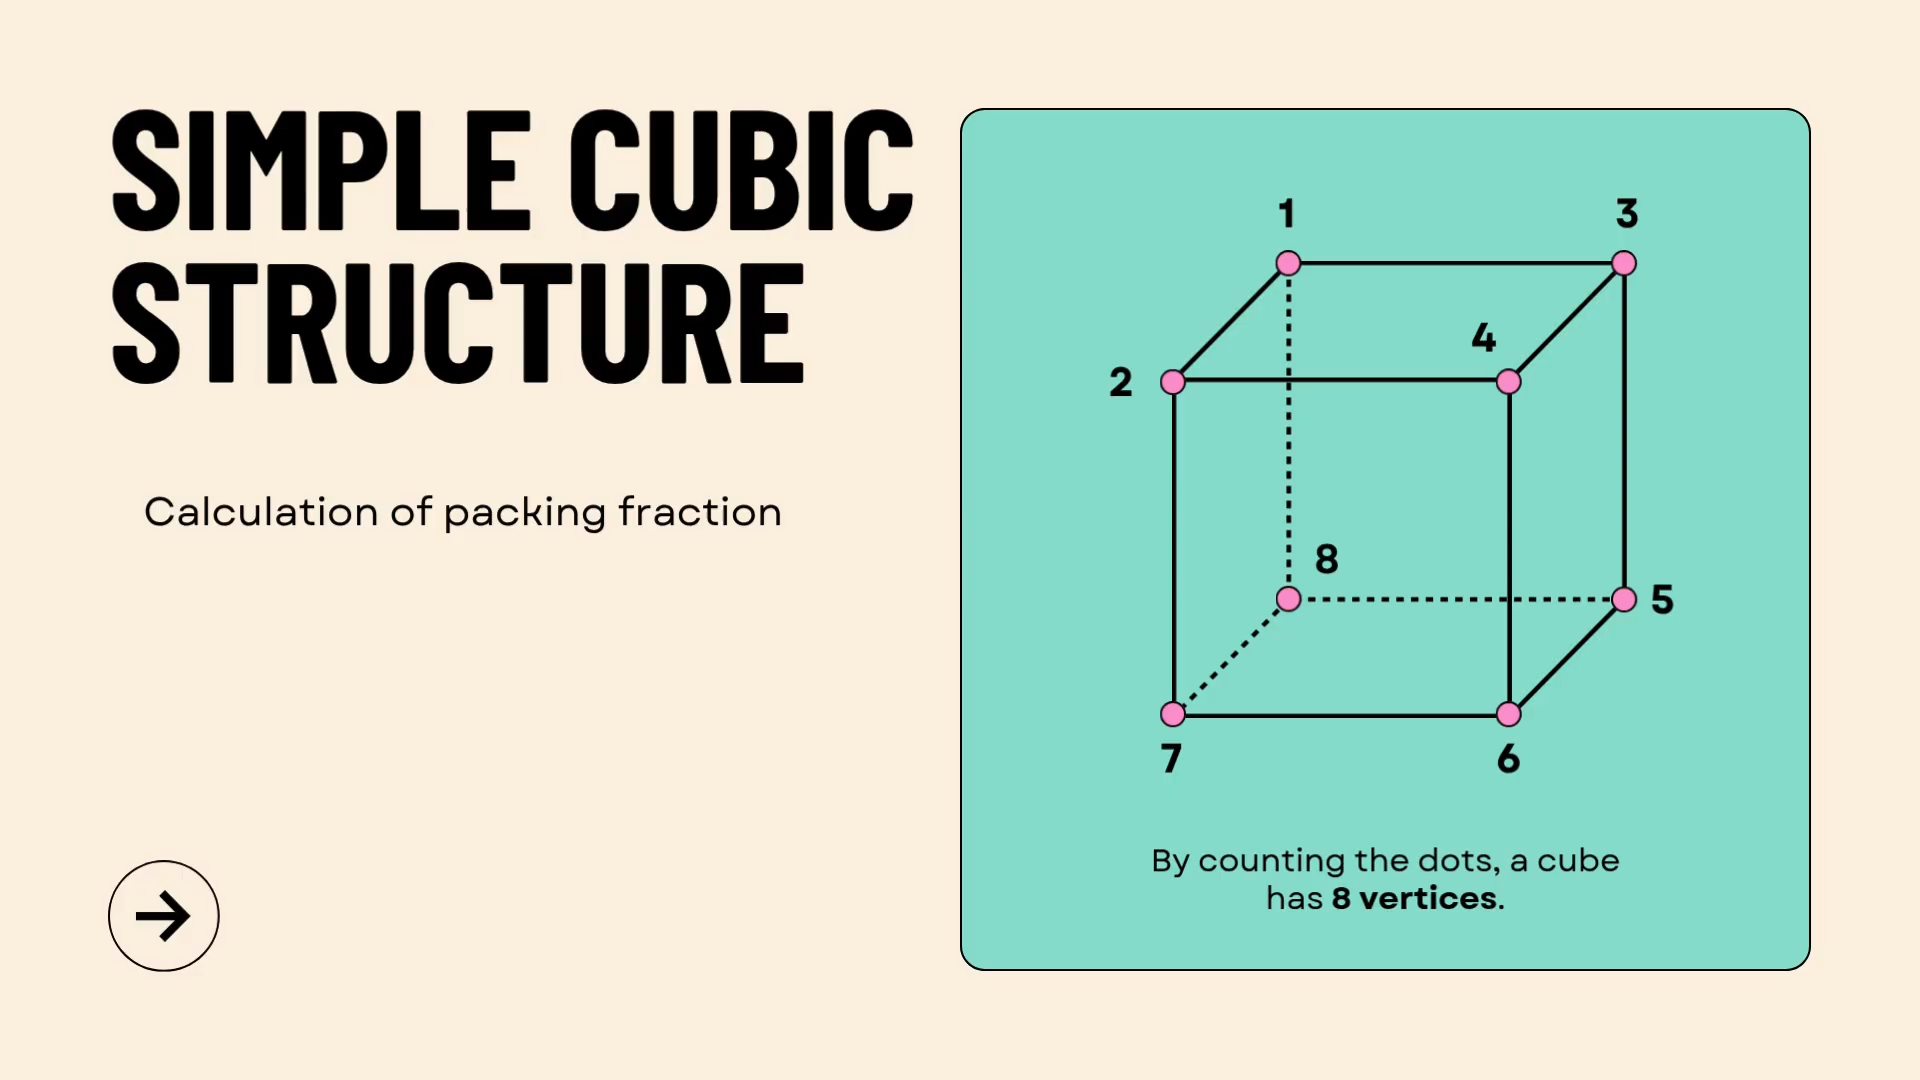 SIMPLE CUBIC
STRUCTURE
Calculation of packing fraction
1
3
4
2
8
5
7
6
By counting the dots, a cube
has 8 vertices.